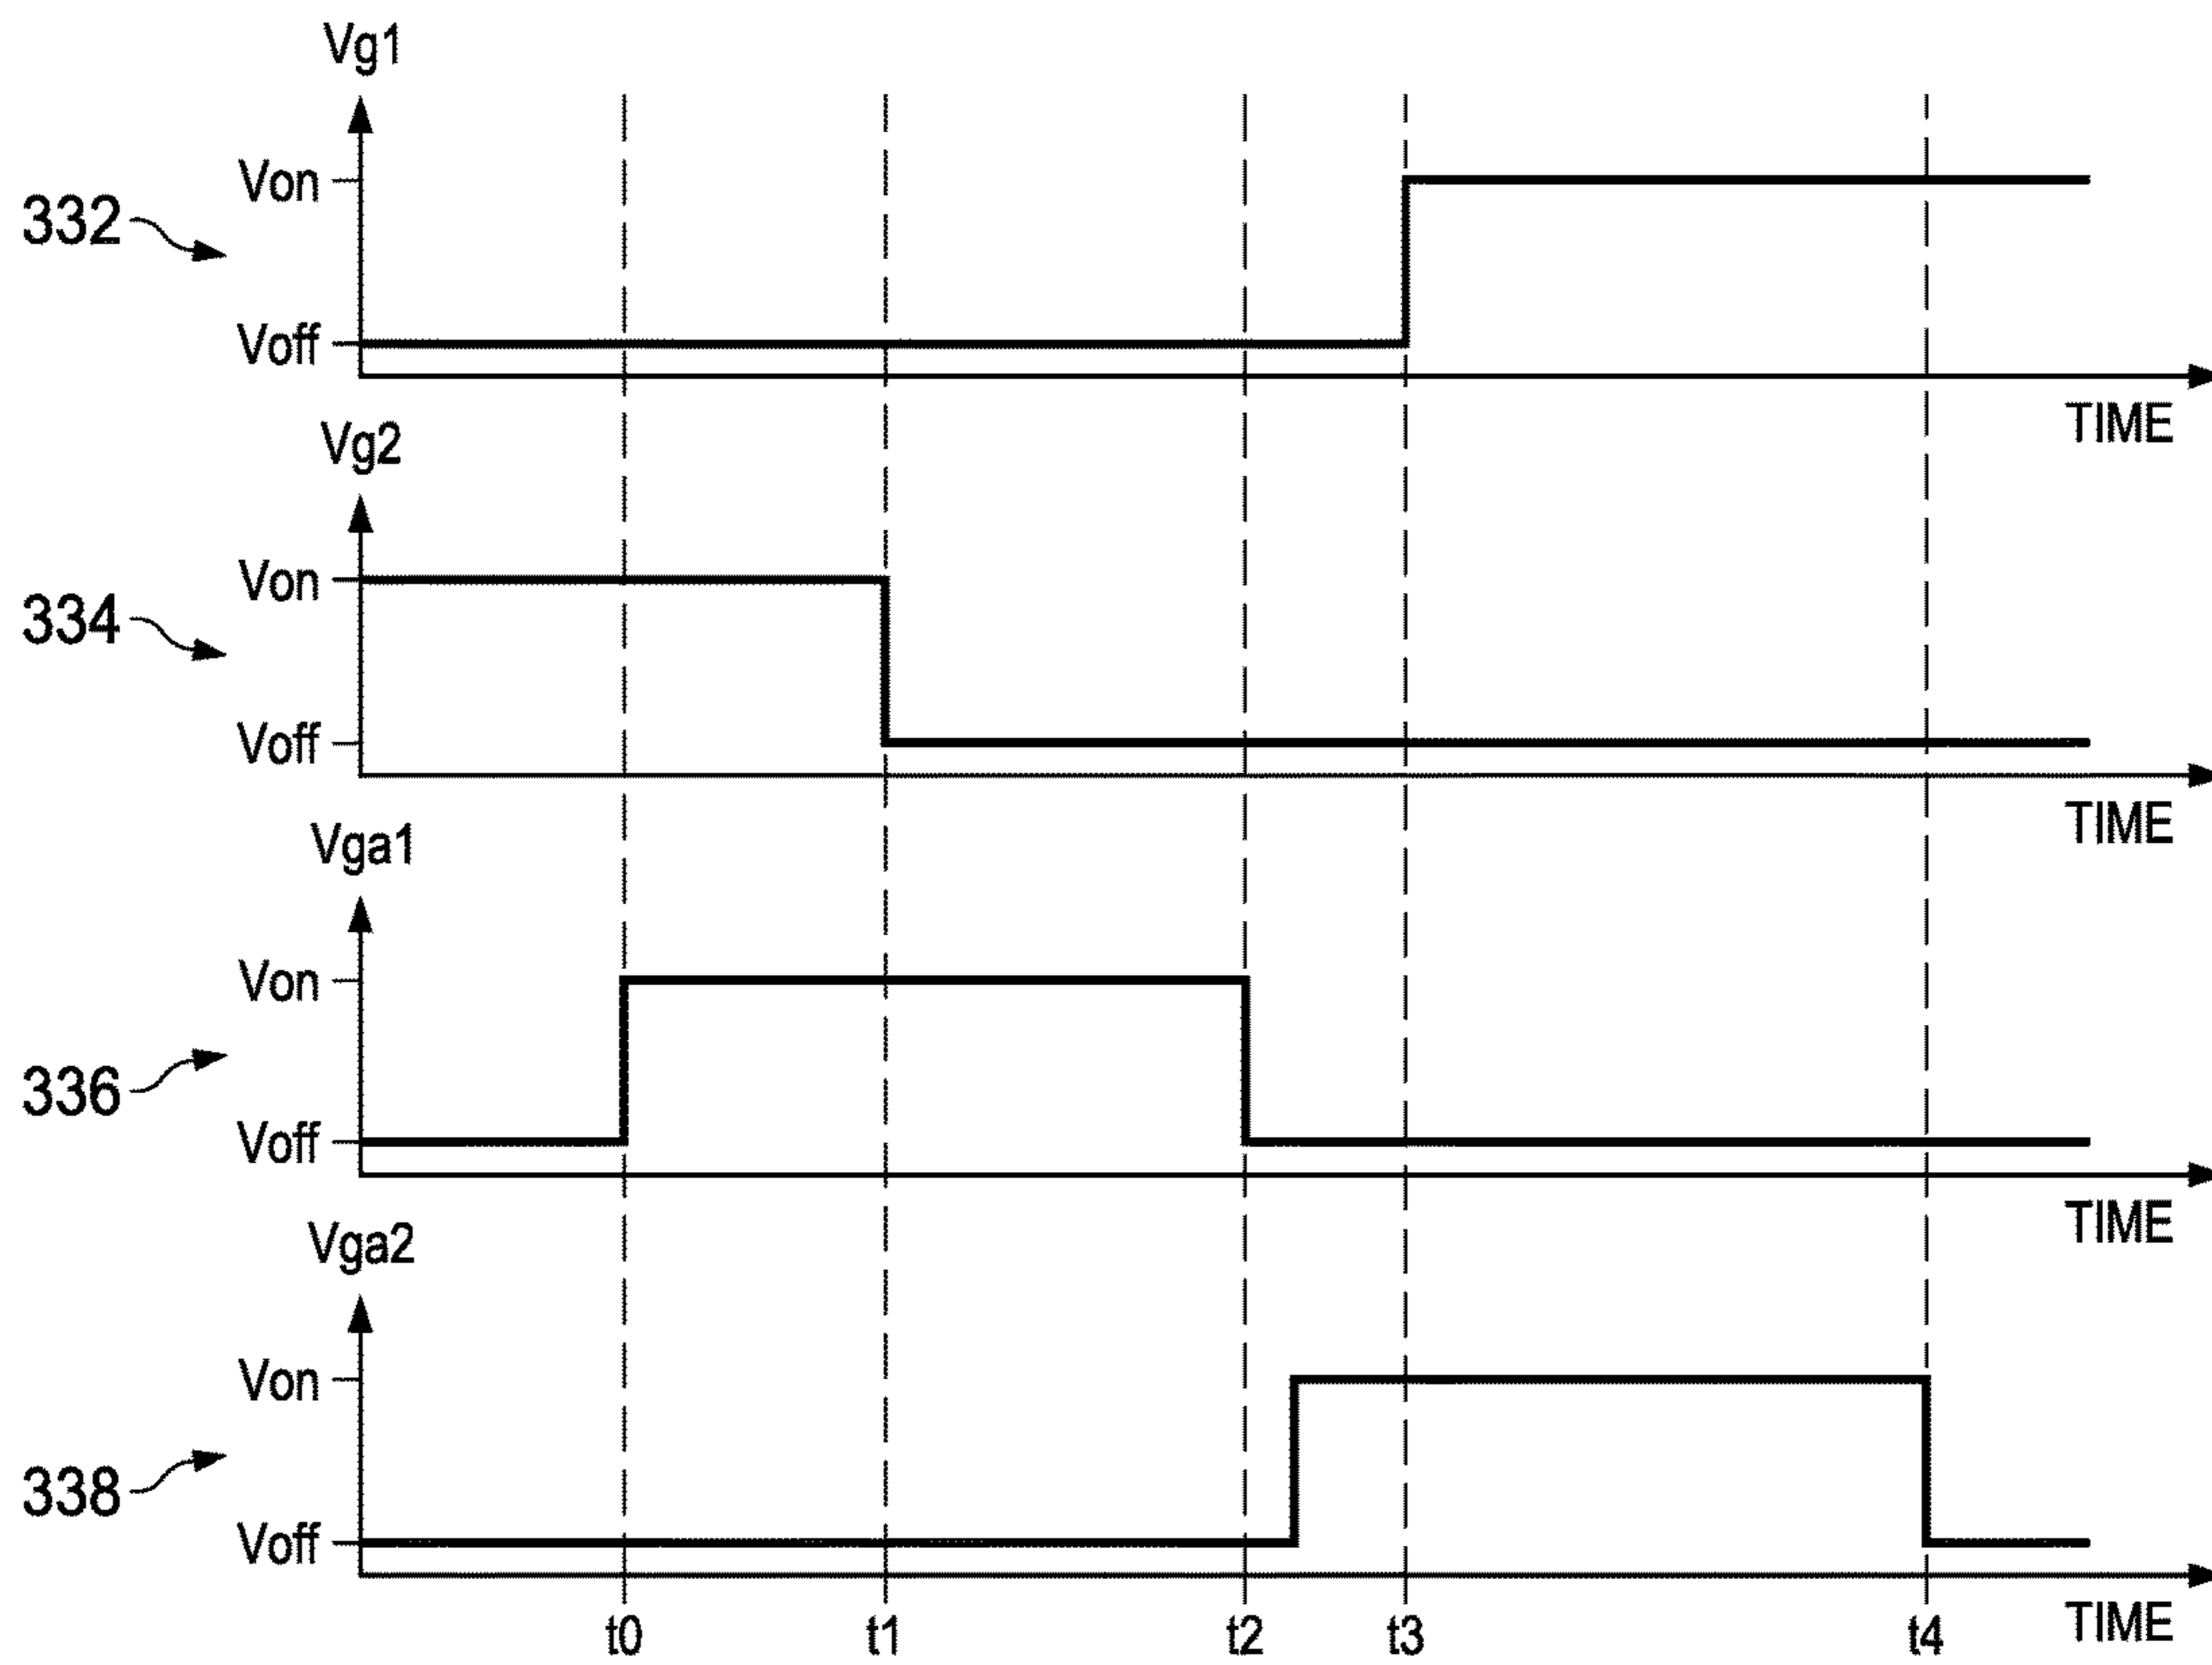 Vg1
Von
332
Voff
TIME
Vg2
Von
334
Voff
TIME
Vga1
Von
336
Voff
TIME
Vga2
Von
338
Voff
t0 t1 t2 t3 t4 TIME